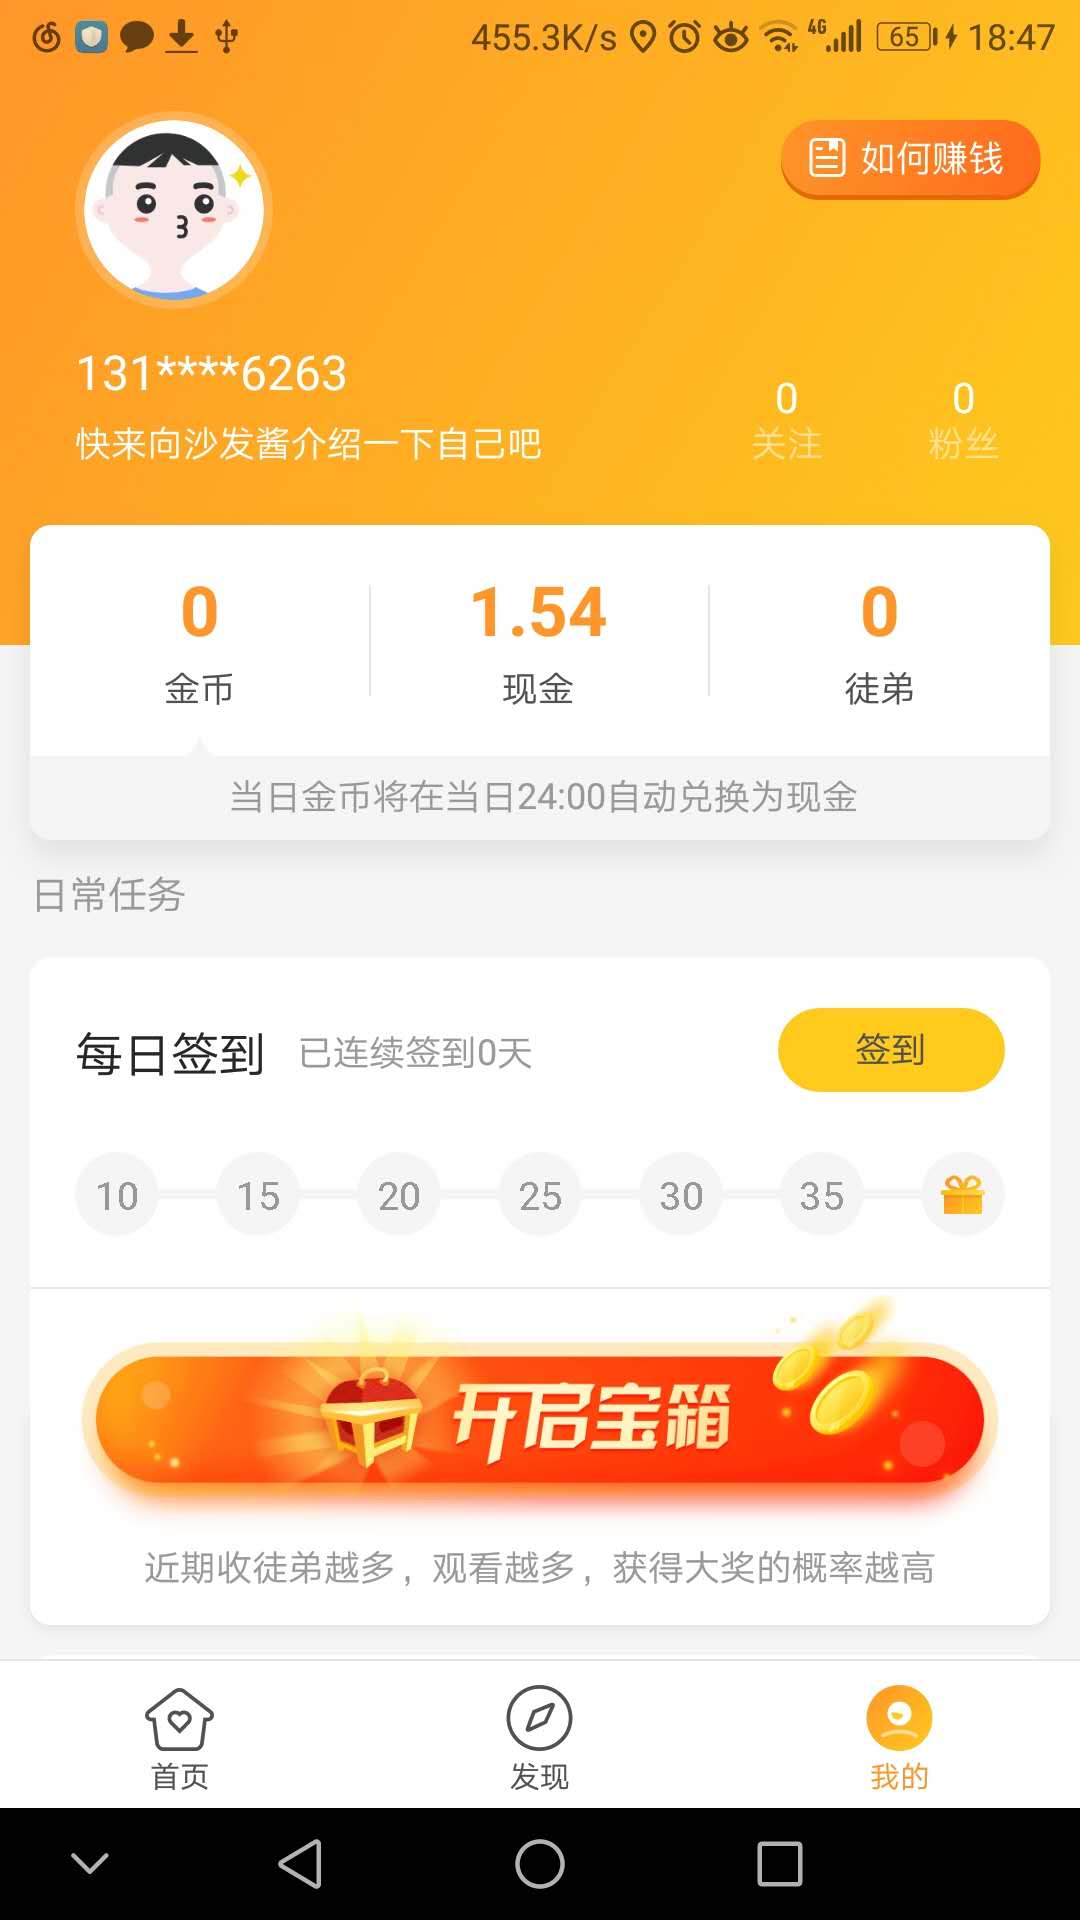 455.3K/s 4G 65 18:47
如何赚钱
131****6263
快来向沙发酱介绍一下自己吧
0 0
关注 粉丝
0 1.54 0
金币 现金 徒弟
当日金币将在当日24:00自动兑换为现金
日常任务
每日签到 已连续签到0天 签到
10 15 20 25 30 35
开启宝箱
近期收徒弟越多，观看越多，获得大奖的概率越高
首页 发现 我的